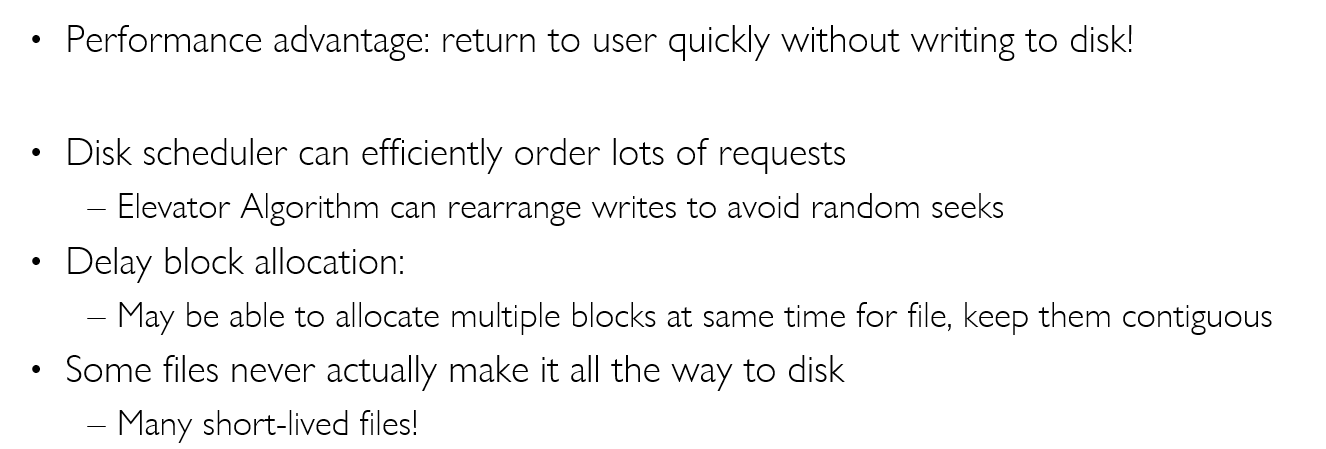 • Performance advantage: return to user quickly without writing to disk!
• Disk scheduler can efficiently order lots of requests
– Elevator Algorithm can rearrange writes to avoid random seeks
• Delay block allocation:
– May be able to allocate multiple blocks at same time for file, keep them contiguous
• Some files never actually make it all the way to disk
– Many short-lived files!